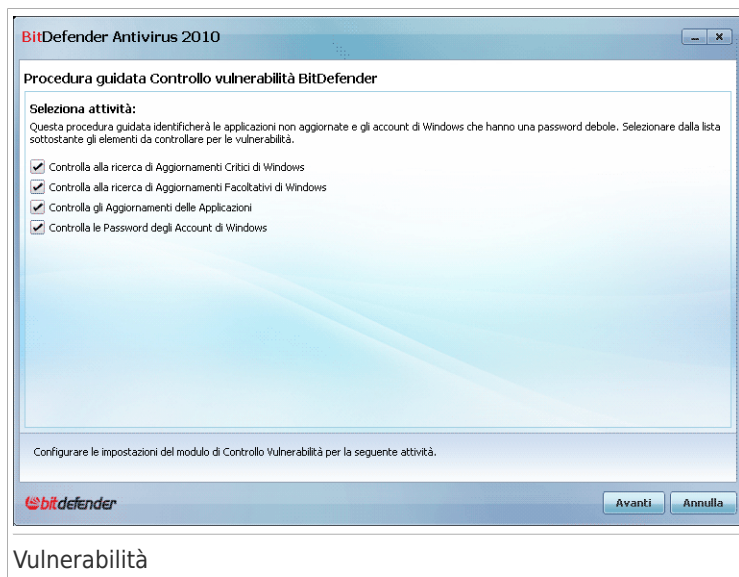 BitDefender Antivirus 2010
Procedura guidata Controllo vulnerabilità BitDefender
Seleziona attività:
Questa procedura guidata identificherà le applicazioni non aggiornate e gli account di Windows che hanno una password debole. Selezionare dalla lista
sottostante gli elementi da controllare per le vulnerabilità.
Controlla alla ricerca di Aggiornamenti Critici di Windows
Controlla alla ricerca di Aggiornamenti Facoltativi di Windows
Controlla gli Aggiornamenti delle Applicazioni
Controlla le Password degli Account di Windows
Configurare le impostazioni del modulo di Controllo Vulnerabilità per la seguente attività.
bitdefender
Avanti Annulla
Vulnerabilità